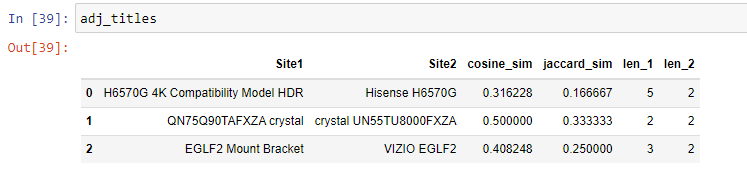 In [39]: adj_titles
Out[39]:
Site1 Site2 cosine_sim jaccard_sim len_1 len_2
0 H6570G 4K Compatibility Model HDR Hisense H6570G 0.316228 0.166667 5 2
1 QN75Q90TAFXZA crystal crystal UN55TU8000FXZA 0.500000 0.333333 2 2
2 EGLF2 Mount Bracket VIZIO EGLF2 0.408248 0.250000 3 2